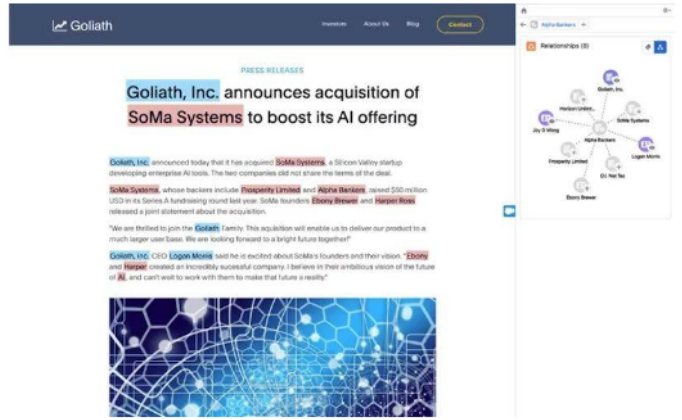 Goliath
Investors
About Us
Blog
Contact
PRESS RELEASES
Goliath, Inc. announces acquisition of
SoMa Systems to boost its AI offering
Goliath, Inc. announced today that it has acquired SoMa Systems, a Silicon Valley startup
developing enterprise AI tools. The two companies did not share the terms of the deal.
SoMa Systems, whose backers include Prosperity Limited and Alpha Bankers, raised $50 million
USD in its Series A fundraising round last year. SoMa founders Ebony Brewer and Harper Ross
released a joint statement about the acquisition.
"We are thrilled to join the Goliath Family. This aquisition will enable us to deliver our product to a
much larger user base. We are looking forward to a bright future together!"
Goliath, Inc. CEO Logan Morris said he is excited about SoMa's founders and their vision. "Ebony
and Harper created an incredibly sucessful company. I believe in their ambitious vision of the future
of AI, and can't wait to work with them to make that future a reality."
Alpha Bankers
Relationships (8)
Goliath, Inc.
Horizon Unlimi...
SoMa Systems
Joy G Wong
Alpha Bankers
Logan Morris
Prosperity Limited
Ebony Brewer